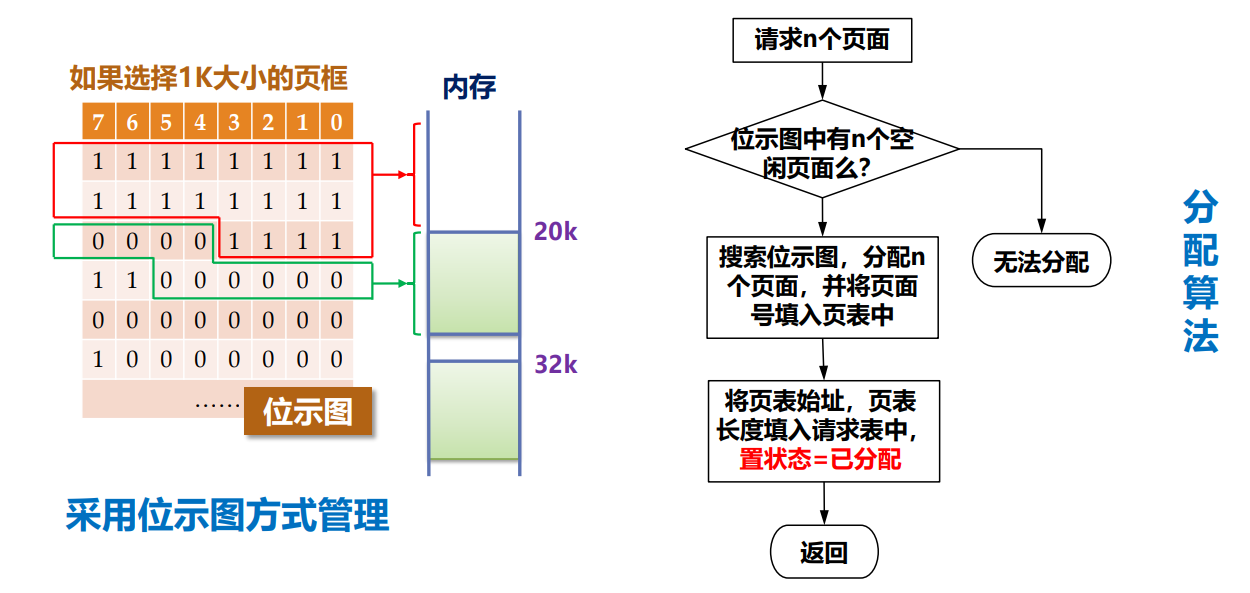 如果选择1K大小的页框
7 6 5 4 3 2 1 0
1 1 1 1 1 1 1 1
1 1 1 1 1 1 1 1
0 0 0 0 1 1 1 1
1 1 0 0 0 0 0 0
0 0 0 0 0 0 0 0
1 0 0 0 0 0 0 0
……
位示图
采用位示图方式管理
内存
20k
32k
请求n个页面
位示图中有n个空
闲页面么？
无法分配
搜索位示图，分配n
个页面，并将页面
号填入页表中
将页表始址，页表
长度填入请求表中，
置状态=已分配
返回
分
配
算
法